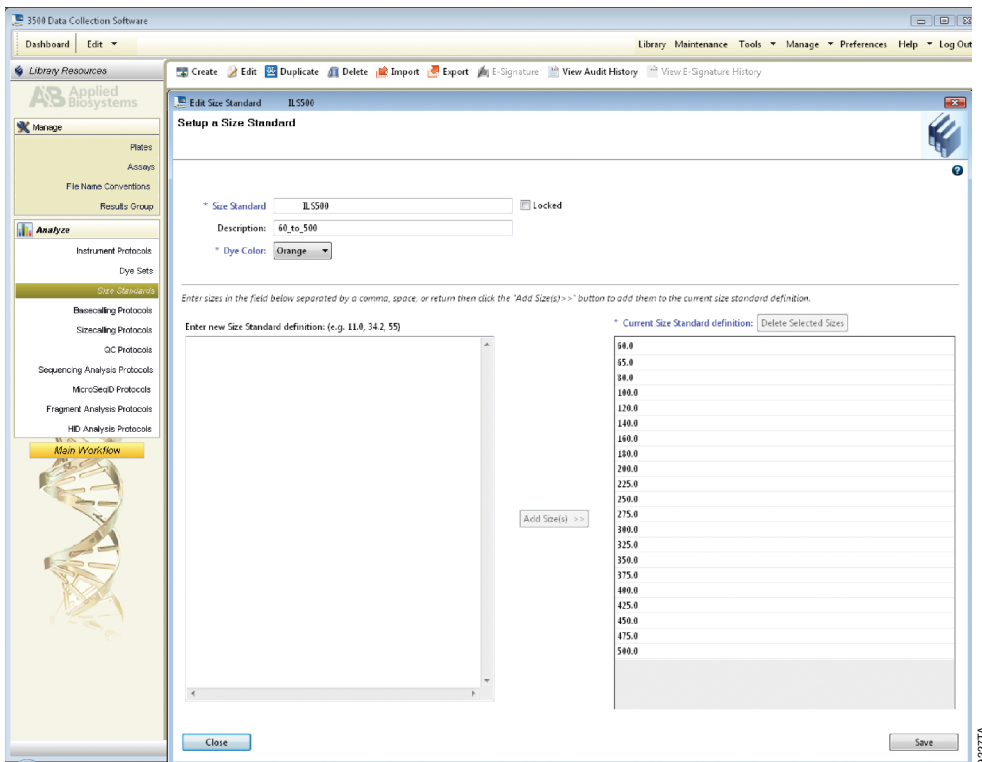 3500 Data Collection Software
Dashboard Edit Library Maintenance Tools Manage Preferences Help Log Out
Library Resources
Create Edit Duplicate Delete Import Export E-Signature View Audit History View E-Signature History
AB Applied Biosystems
Edit Size Standard ILS500
Setup a Size Standard
Manage
Plates
Assays
File Name Conventions
Results Group
Analyze
Instrument Protocols
Dye Sets
Size Standards
Basecalling Protocols
Sizecalling Protocols
QC Protocols
Sequencing Analysis Protocols
MicroSeqID Protocols
Fragment Analysis Protocols
HID Analysis Protocols
Main Workflow
* Size Standard ILS500 Locked
Description: 60_to_500
* Dye Color: Orange
Enter sizes in the field below separated by a comma, space, or return then click the "Add Size(s)>>" button to add them to the current size standard definition.
Enter new Size Standard definition: (e.g. 11.0, 34.2, 55)
Add Size(s) >>
* Current Size Standard definition: Delete Selected Sizes
60.0
65.0
80.0
100.0
120.0
140.0
160.0
180.0
200.0
225.0
250.0
275.0
300.0
325.0
350.0
375.0
400.0
425.0
450.0
475.0
500.0
Close
Save